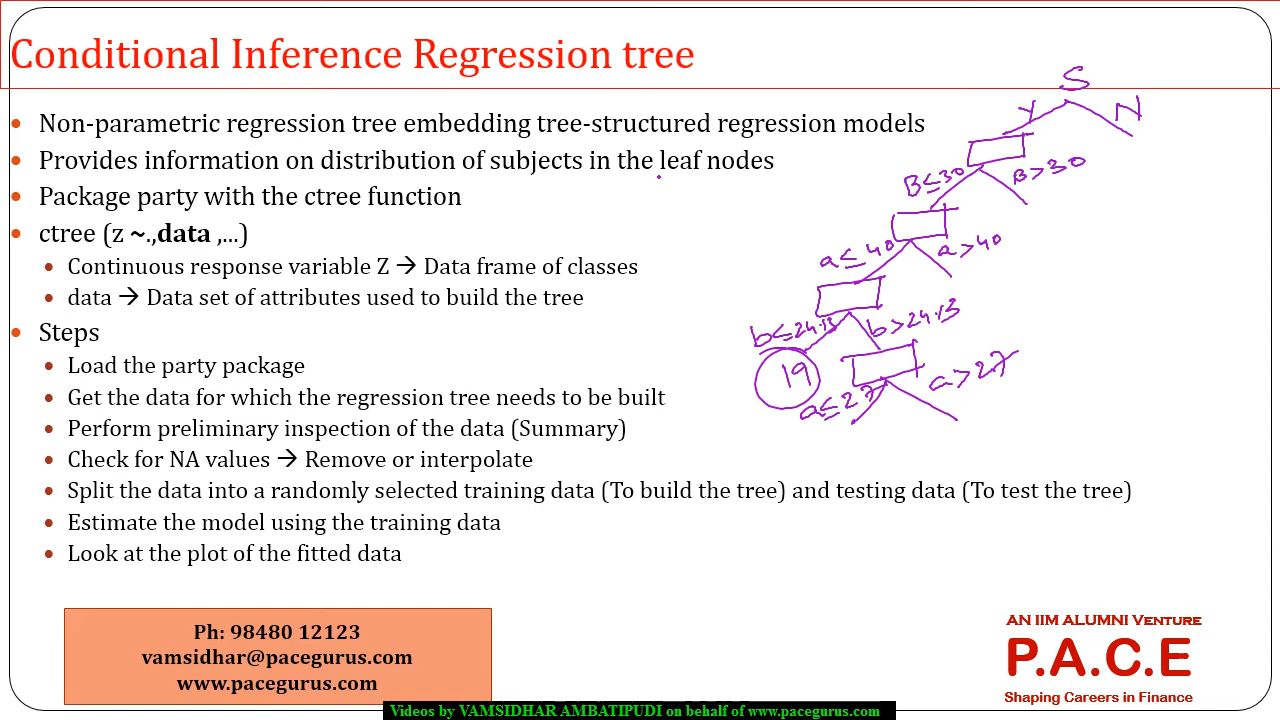 Conditional Inference Regression tree
Non-parametric regression tree embedding tree-structured regression models
Provides information on distribution of subjects in the leaf nodes
Package party with the ctree function
ctree (z ~.,data ,...)
Continuous response variable Z → Data frame of classes
data → Data set of attributes used to build the tree
Steps
Load the party package
Get the data for which the regression tree needs to be built
Perform preliminary inspection of the data (Summary)
Check for NA values → Remove or interpolate
Split the data into a randomly selected training data (To build the tree) and testing data (To test the tree)
Estimate the model using the training data
Look at the plot of the fitted data
S
Y N
B ≤ 30 B > 30
a ≤ 40 a > 40
b ≤ 24.13 b > 24.13
19
a ≤ 27 a > 27
Ph: 98480 12123
vamsidhar@pacegurus.com
www.pacegurus.com
AN IIM ALUMNI VENTURE
P.A.C.E
Shaping Careers in Finance
Videos by VAMSIDHAR AMBATIPUDI on behalf of www.pacegurus.com